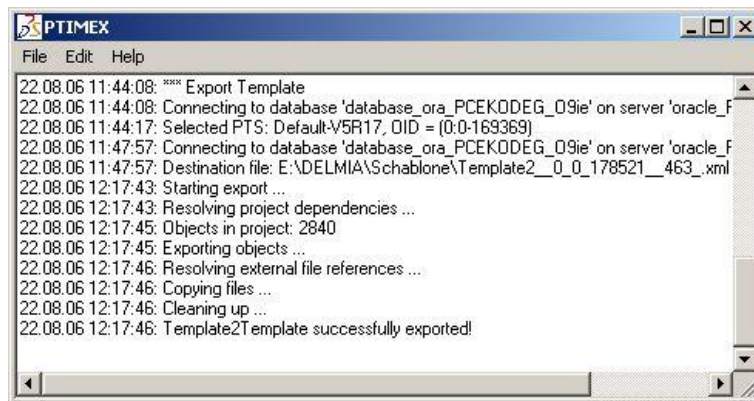 PTIMEX
File Edit Help
22.08.06 11:44:08: *** Export Template
22.08.06 11:44:08: Connecting to database 'database_ora_PCEKODEG_O9ie' on server 'oracle_F
22.08.06 11:44:17: Selected PTS: Default-V5R17, OID = (0:0-169369)
22.08.06 11:47:57: Connecting to database 'database_ora_PCEKODEG_O9ie' on server 'oracle_F
22.08.06 11:47:57: Destination file: E:\DELMIA\Schablone\Template2__0_0_178521__463_.xml
22.08.06 12:17:43: Starting export ...
22.08.06 12:17:43: Resolving project dependencies ...
22.08.06 12:17:45: Objects in project: 2840
22.08.06 12:17:45: Exporting objects ...
22.08.06 12:17:46: Resolving external file references ...
22.08.06 12:17:46: Copying files ...
22.08.06 12:17:46: Cleaning up ...
22.08.06 12:17:46: Template2Template successfully exported!